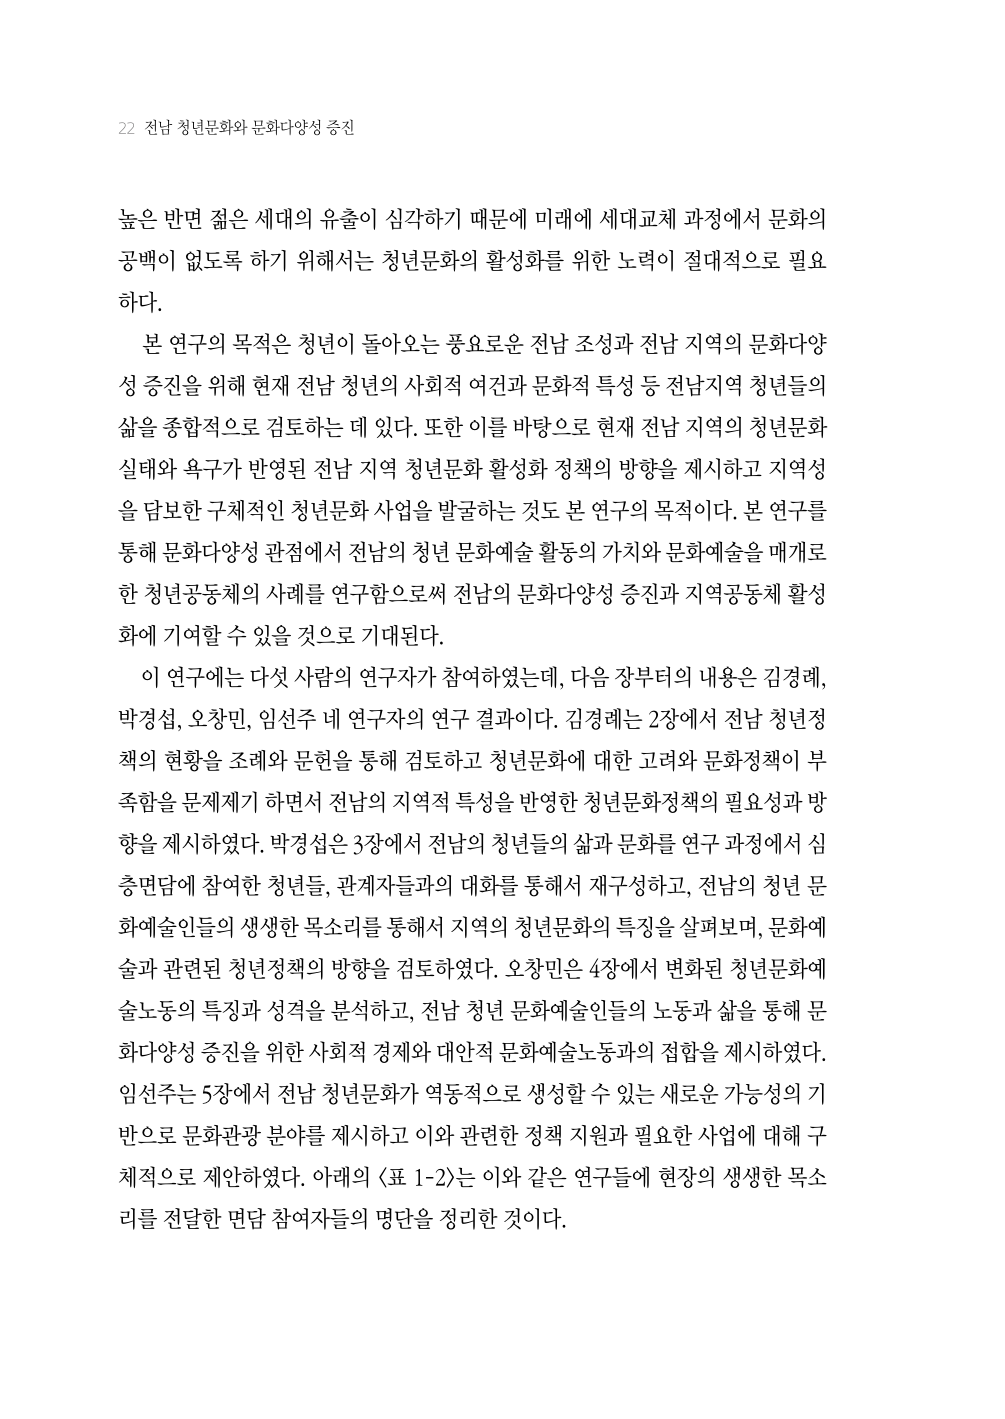 22 전남 청년문화와 문화다양성 증진
높은 반면 젊은 세대의 유출이 심각하기 때문에 미래에 세대교체 과정에서 문화의
공백이 없도록 하기 위해서는 청년문화의 활성화를 위한 노력이 절대적으로 필요
하다.
본 연구의 목적은 청년이 돌아오는 풍요로운 전남 조성과 전남 지역의 문화다양
성 증진을 위해 현재 전남 청년의 사회적 여건과 문화적 특성 등 전남지역 청년들의
삶을 종합적으로 검토하는 데 있다. 또한 이를 바탕으로 현재 전남 지역의 청년문화
실태와 욕구가 반영된 전남 지역 청년문화 활성화 정책의 방향을 제시하고 지역성
을 담보한 구체적인 청년문화 사업을 발굴하는 것도 본 연구의 목적이다. 본 연구를
통해 문화다양성 관점에서 전남의 청년 문화예술 활동의 가치와 문화예술을 매개로
한 청년공동체의 사례를 연구함으로써 전남의 문화다양성 증진과 지역공동체 활성
화에 기여할 수 있을 것으로 기대된다.
이 연구에는 다섯 사람의 연구자가 참여하였는데, 다음 장부터의 내용은 김경례,
박경섭, 오창민, 임선주 네 연구자의 연구 결과이다. 김경례는 2장에서 전남 청년정
책의 현황을 조례와 문헌을 통해 검토하고 청년문화에 대한 고려와 문화정책이 부
족함을 문제제기 하면서 전남의 지역적 특성을 반영한 청년문화정책의 필요성과 방
향을 제시하였다. 박경섭은 3장에서 전남의 청년들의 삶과 문화를 연구 과정에서 심
층면담에 참여한 청년들, 관계자들과의 대화를 통해서 재구성하고, 전남의 청년 문
화예술인들의 생생한 목소리를 통해서 지역의 청년문화의 특징을 살펴보며, 문화예
술과 관련된 청년정책의 방향을 검토하였다. 오창민은 4장에서 변화된 청년문화예
술노동의 특징과 성격을 분석하고, 전남 청년 문화예술인들의 노동과 삶을 통해 문
화다양성 증진을 위한 사회적 경제와 대안적 문화예술노동과의 접합을 제시하였다.
임선주는 5장에서 전남 청년문화가 역동적으로 생성할 수 있는 새로운 가능성의 기
반으로 문화관광 분야를 제시하고 이와 관련한 정책 지원과 필요한 사업에 대해 구
체적으로 제안하였다. 아래의 〈표 1-2〉는 이와 같은 연구들에 현장의 생생한 목소
리를 전달한 면담 참여자들의 명단을 정리한 것이다.